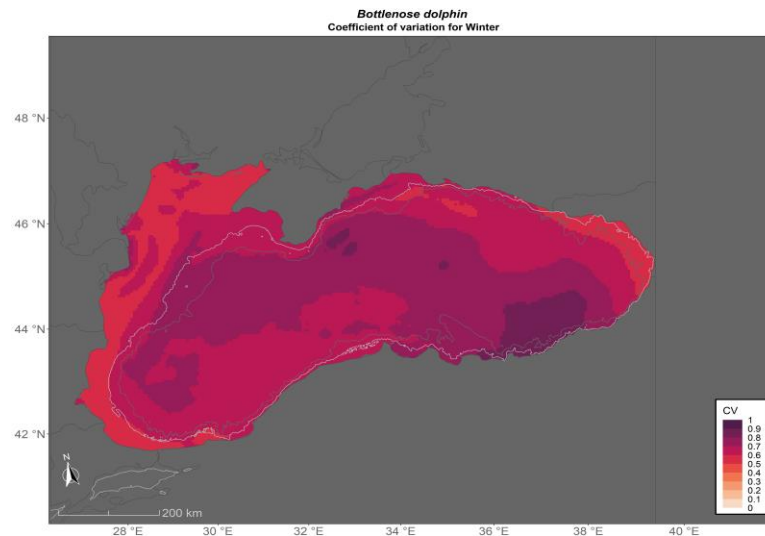 Bottlenose dolphin
Coefficient of variation for Winter
48 °N
46 °N
44 °N
42 °N
CV
1
0.9
0.8
0.7
0.6
0.5
0.4
0.3
0.2
0.1
0
N
200 km
28 °E
30 °E
32 °E
34 °E
36 °E
38 °E
40 °E